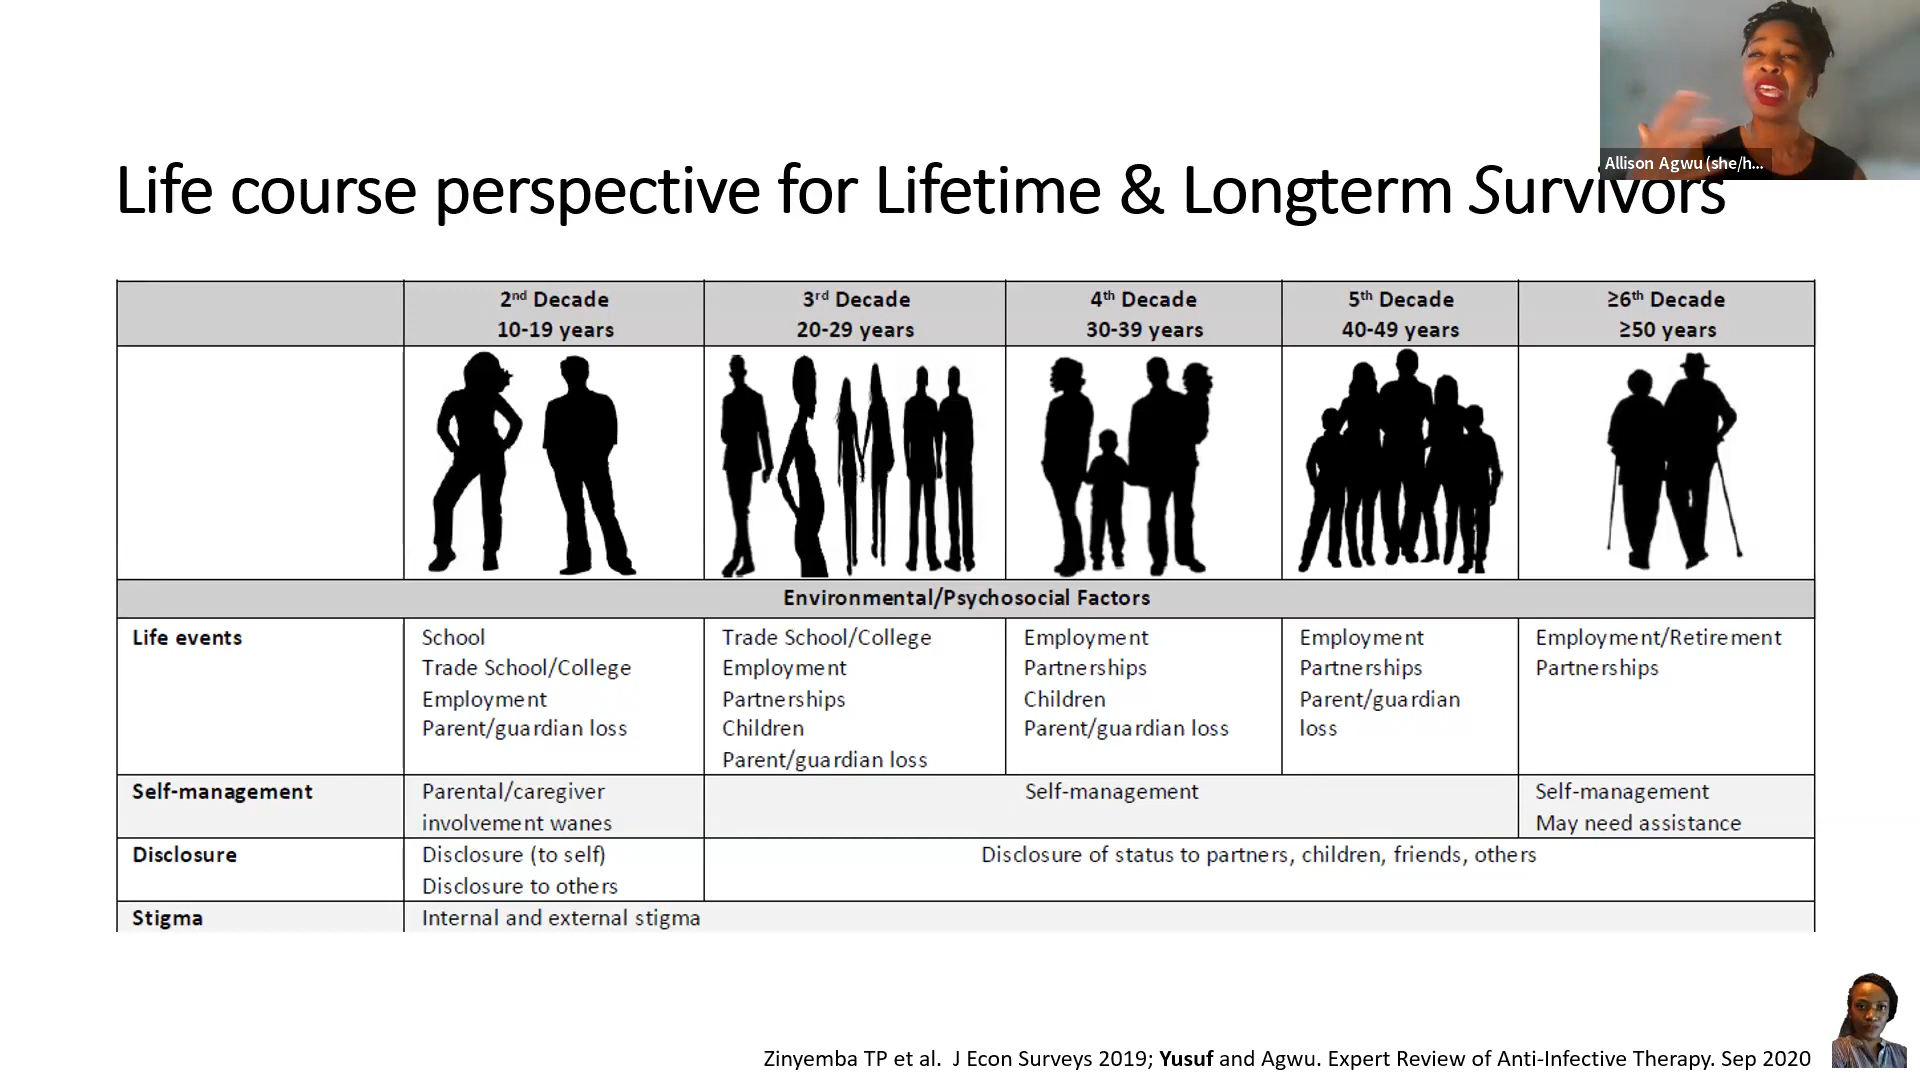 Allison Agwu (she/h...
Life course perspective for Lifetime & Longterm Survivors
2nd Decade
10-19 years
3rd Decade
20-29 years
4th Decade
30-39 years
5th Decade
40-49 years
≥6th Decade
≥50 years
Environmental/Psychosocial Factors
Life events
School
Trade School/College
Employment
Parent/guardian loss
Trade School/College
Employment
Partnerships
Children
Parent/guardian loss
Employment
Partnerships
Children
Parent/guardian loss
Employment
Partnerships
Parent/guardian
loss
Employment/Retirement
Partnerships
Self-management
Parental/caregiver
involvement wanes
Self-management
Self-management
May need assistance
Disclosure
Disclosure (to self)
Disclosure to others
Disclosure of status to partners, children, friends, others
Stigma
Internal and external stigma
Zinyemba TP et al. J Econ Surveys 2019; Yusuf and Agwu. Expert Review of Anti-Infective Therapy. Sep 2020